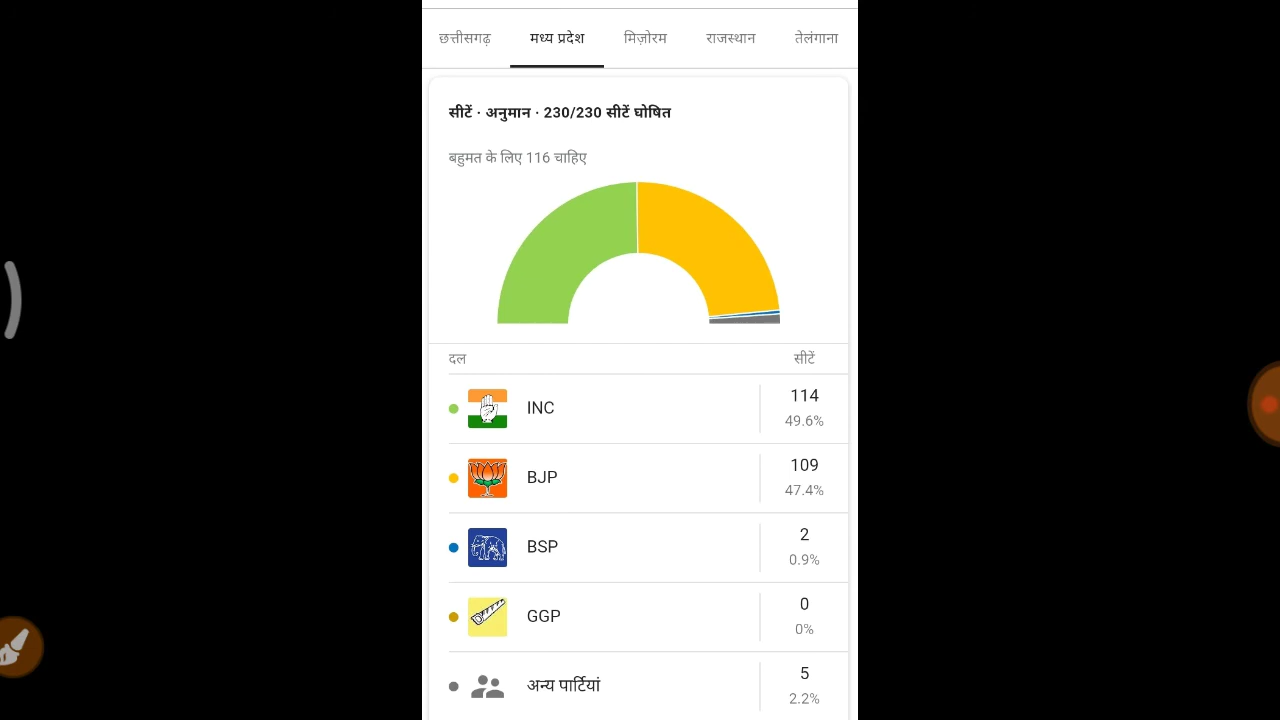 छत्तीसगढ़ मध्य प्रदेश मिज़ोरम राजस्थान तेलंगाना
सीटें · अनुमान · 230/230 सीटें घोषित
बहुमत के लिए 116 चाहिए
दल सीटें
INC 114
49.6%
BJP 109
47.4%
BSP 2
0.9%
GGP 0
0%
अन्य पार्टियां 5
2.2%